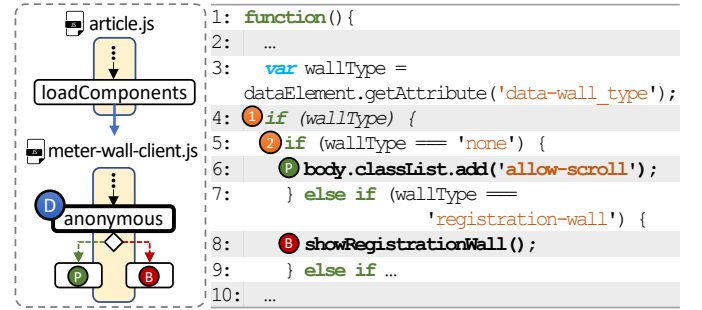 article.js
loadComponents
meter-wall-client.js
D
anonymous
P B
1: function(){
2: …
3: var wallType =
dataElement.getAttribute('data-wall_type');
4: 1 if (wallType) {
5: 2 if (wallType === 'none') {
6: P body.classList.add('allow-scroll');
7: } else if (wallType ===
'registration-wall') {
8: B showRegistrationWall();
9: } else if …
10: …